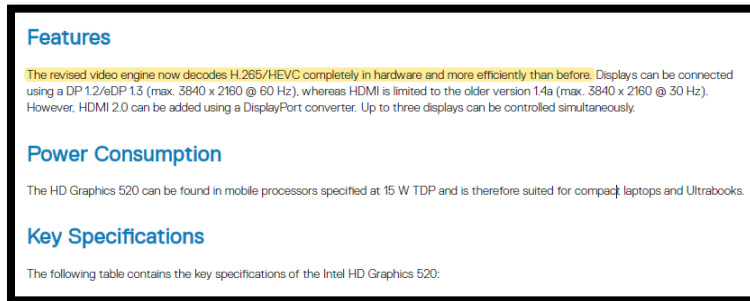 Features
The revised video engine now decodes H.265/HEVC completely in hardware and more efficiently than before. Displays can be connected
using a DP 1.2/eDP 1.3 (max. 3840 x 2160 @ 60 Hz), whereas HDMI is limited to the older version 1.4a (max. 3840 x 2160 @ 30 Hz).
However, HDMI 2.0 can be added using a DisplayPort converter. Up to three displays can be controlled simultaneously.
Power Consumption
The HD Graphics 520 can be found in mobile processors specified at 15 W TDP and is therefore suited for compact laptops and Ultrabooks.
Key Specifications
The following table contains the key specifications of the Intel HD Graphics 520: